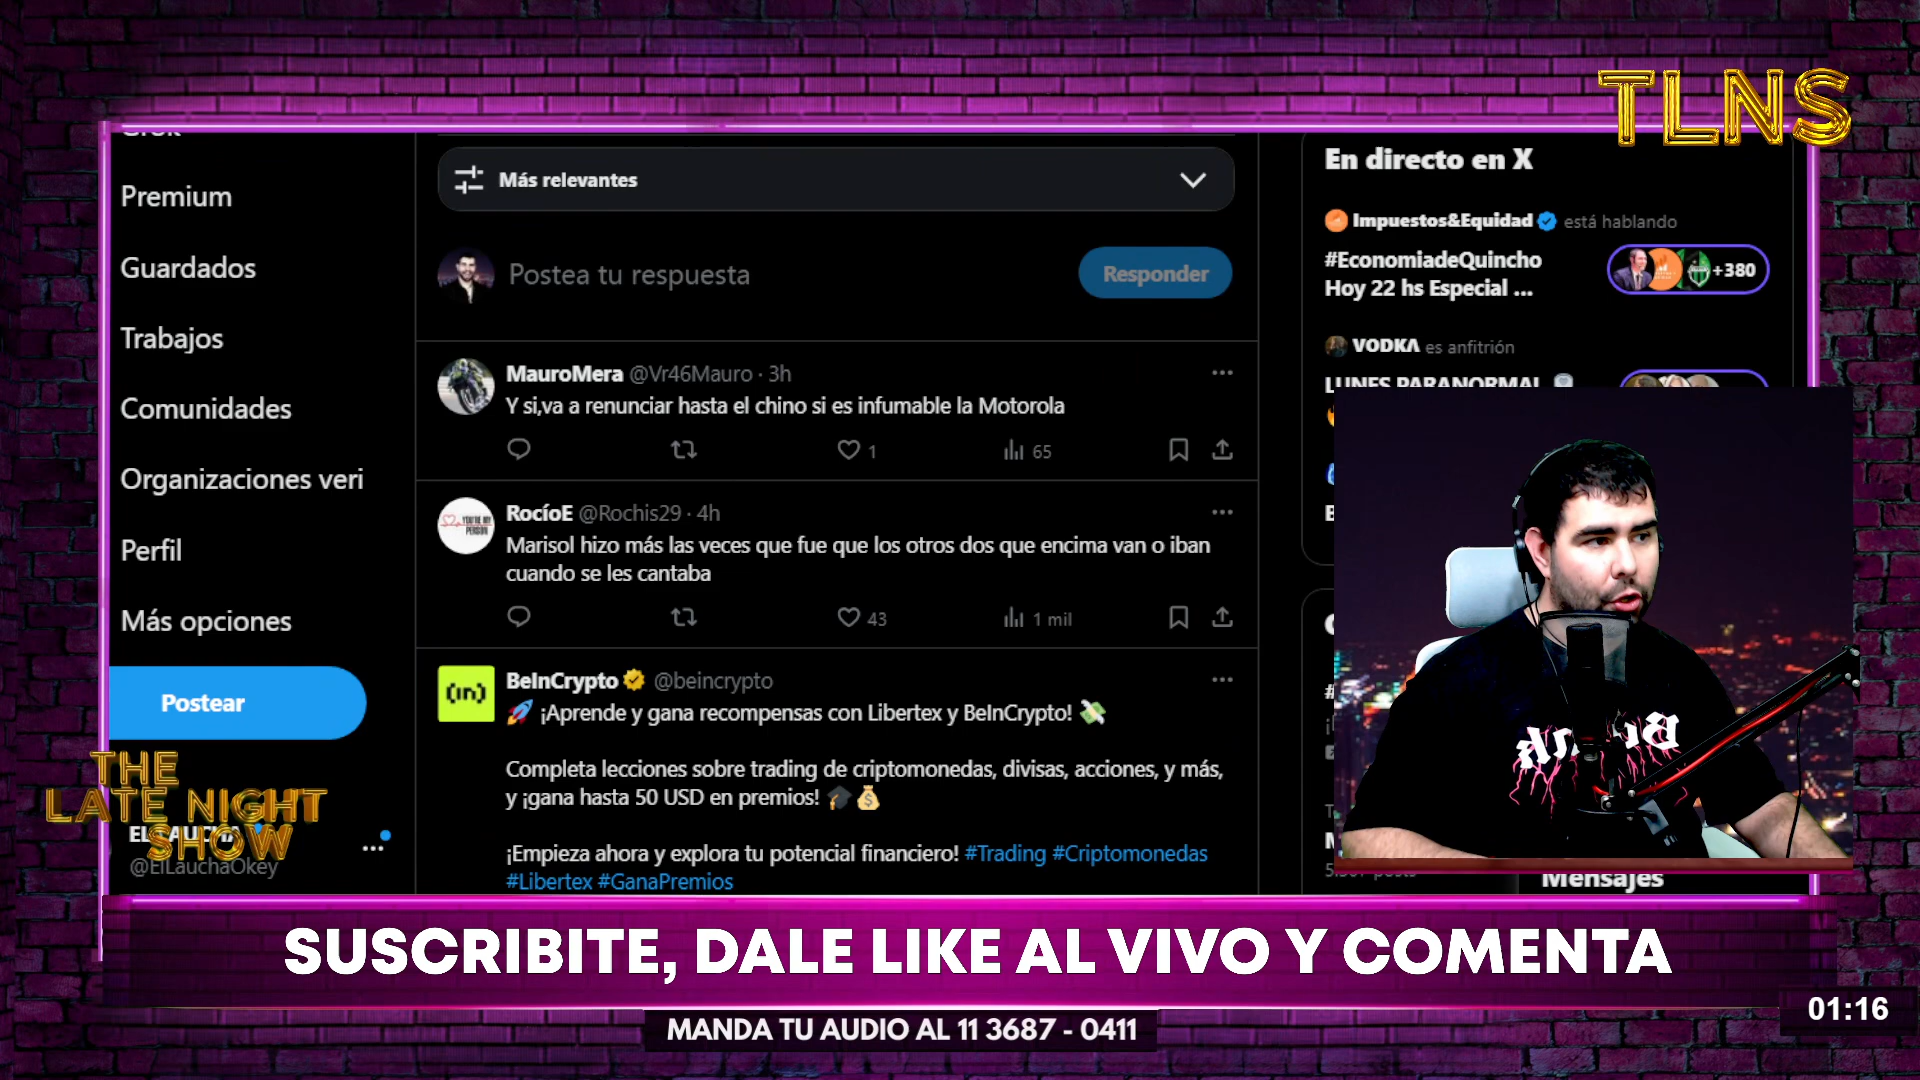 TLNS
Premium
Guardados
Trabajos
Comunidades
Organizaciones veri
Perfil
Más opciones
Postear
THE
LATE NIGHT
SHOW
@ElLauchaOkey
Más relevantes
Postea tu respuesta
Responder
MauroMera @Vr46Mauro · 3h
Y si,va a renunciar hasta el chino si es infumable la Motorola
1
65
RocíoE @Rochis29 · 4h
Marisol hizo más las veces que fue que los otros dos que encima van o iban
cuando se les cantaba
43
1 mil
BeInCrypto @beincrypto
🚀 ¡Aprende y gana recompensas con Libertex y BeInCrypto! 💸
Completa lecciones sobre trading de criptomonedas, divisas, acciones, y más,
y ¡gana hasta 50 USD en premios! 🎓💰
¡Empieza ahora y explora tu potencial financiero! #Trading #Criptomonedas
#Libertex #GanaPremios
En directo en X
Impuestos&Equidad está hablando
#EconomiadeQuincho
Hoy 22 hs Especial ...
+380
VODKA es anfitrión
LUNES PARANORMAL
Mensajes
SUSCRIBITE, DALE LIKE AL VIVO Y COMENTA
MANDA TU AUDIO AL 11 3687 - 0411
01:16